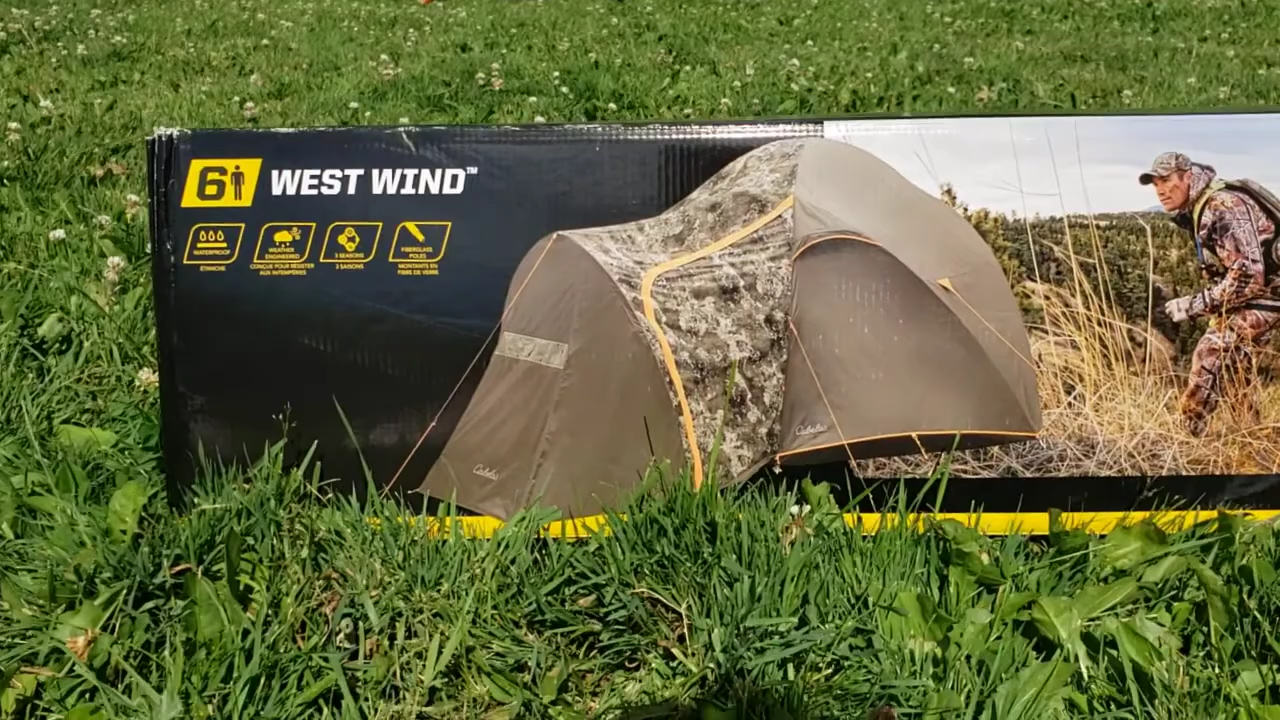 6
WEST WIND™
WATERPROOF
ÉTANCHE
WEATHER
ENGINEERED
CONÇUE POUR RÉSISTER
AUX INTEMPÉRIES
3 SEASONS
3 SAISONS
FIBERGLASS
POLES
MONTANTS EN
FIBRE DE VERRE
Cabela's
Cabela's